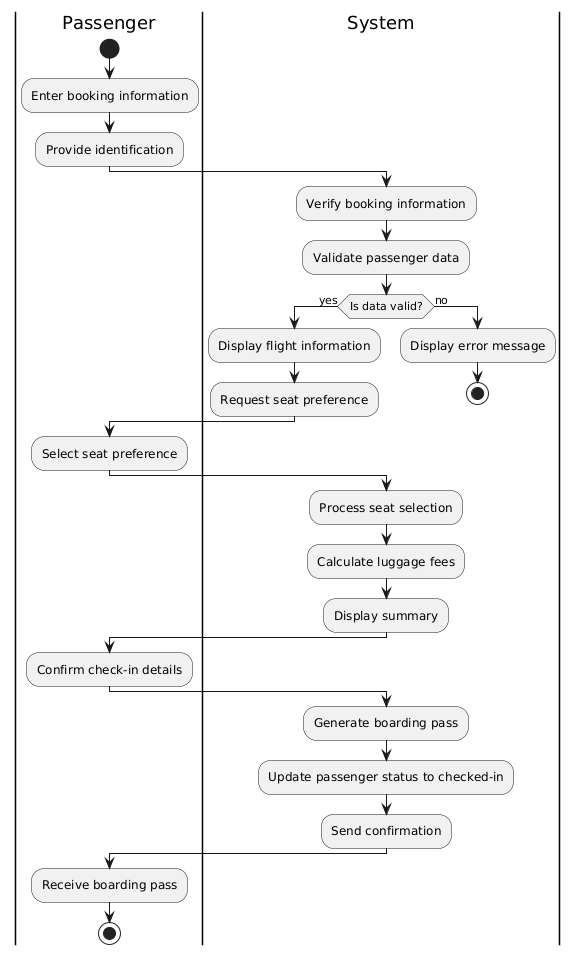 Passenger
System
Enter booking information
Provide identification
Verify booking information
Validate passenger data
yes
Is data valid?
no
Display flight information
Display error message
Request seat preference
Select seat preference
Process seat selection
Calculate luggage fees
Display summary
Confirm check-in details
Generate boarding pass
Update passenger status to checked-in
Send confirmation
Receive boarding pass